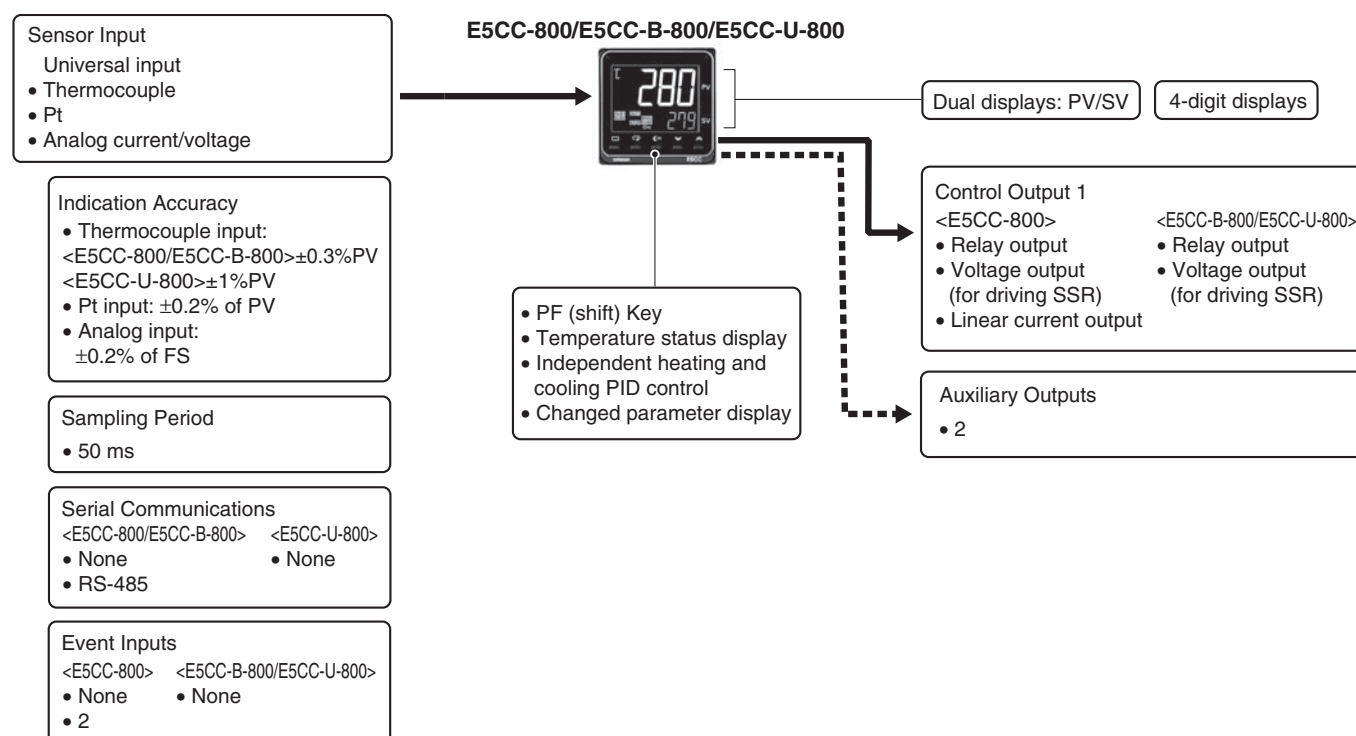 E5CC-800/E5CC-B-800/E5CC-U-800
Sensor Input
Universal input
• Thermocouple
• Pt
• Analog current/voltage
Indication Accuracy
• Thermocouple input:
<E5CC-800/E5CC-B-800>±0.3%PV
<E5CC-U-800>±1%PV
• Pt input: ±0.2% of PV
• Analog input:
±0.2% of FS
Sampling Period
• 50 ms
Serial Communications
<E5CC-800/E5CC-B-800> <E5CC-U-800>
• None • None
• RS-485
Event Inputs
<E5CC-800> <E5CC-B-800/E5CC-U-800>
• None • None
• 2
280
PV
279
SV
E5CC
• PF (shift) Key
• Temperature status display
• Independent heating and
cooling PID control
• Changed parameter display
Dual displays: PV/SV
4-digit displays
Control Output 1
<E5CC-800> <E5CC-B-800/E5CC-U-800>
• Relay output • Relay output
• Voltage output • Voltage output
(for driving SSR) (for driving SSR)
• Linear current output
Auxiliary Outputs
• 2